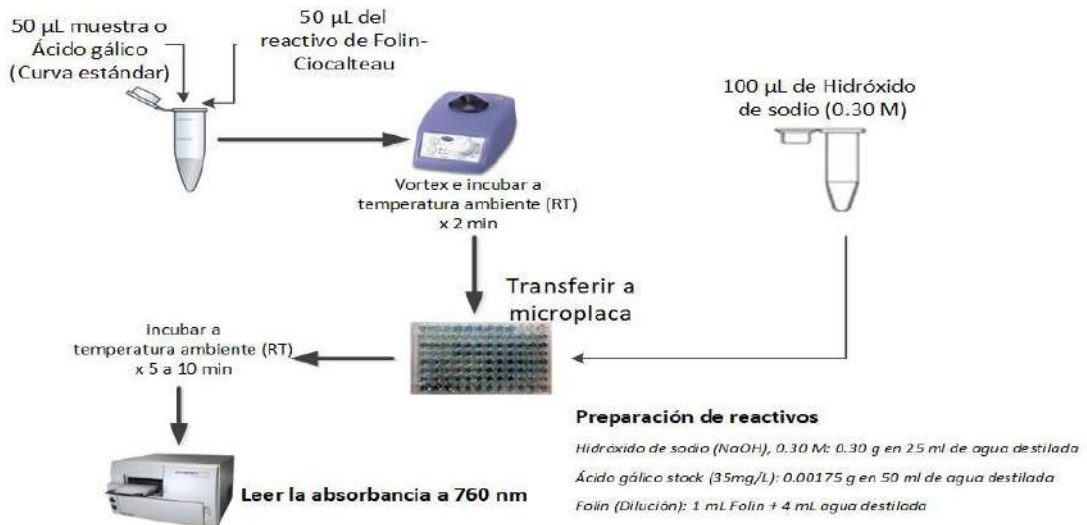 50 µL muestra o
Ácido gálico
(Curva estándar)
50 µL del
reactivo de Folin-
Ciocalteau
100 µL de Hidróxido
de sodio (0.30 M)
Vortex e incubar a
temperatura ambiente (RT)
x 2 min
Transferir a
microplaca
incubar a
temperatura ambiente (RT)
x 5 a 10 min
Leer la absorbancia a 760 nm
Preparación de reactivos
Hidróxido de sodio (NaOH), 0.30 M: 0.30 g en 25 ml de agua destilada
Ácido gálico stock (35mg/L): 0.00175 g en 50 ml de agua destilada
Folin (Dilución): 1 mL Folin + 4 mL agua destilada